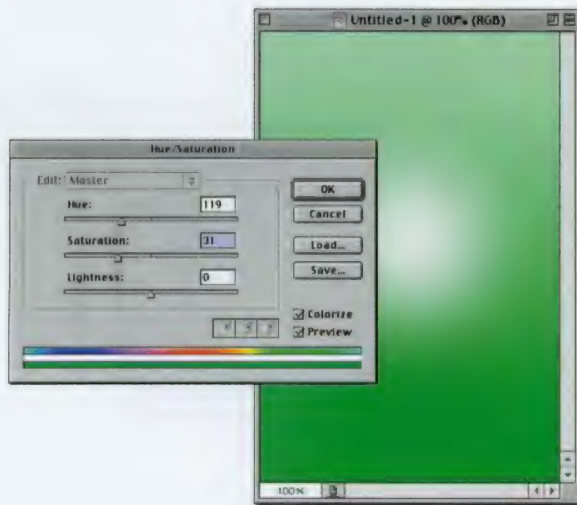 Untitled-1 @ 100% (RGB)
Hue/Saturation
Edit: Master
Hue: 119
Saturation: 31
Lightness: 0
OK
Cancel
Load...
Save...
Colorize
Preview
100%